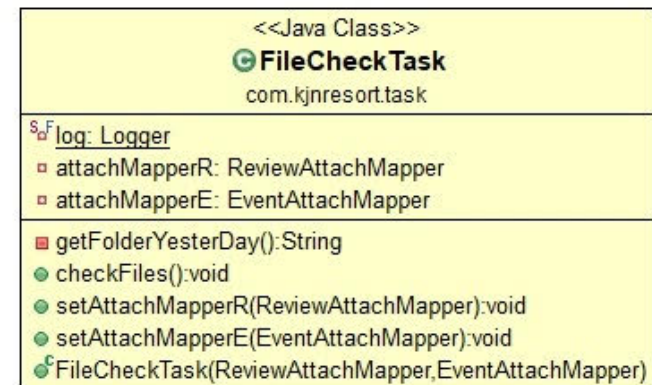 <<Java Class>>
C FileCheckTask
com.kjnresort.task
S F log: Logger
attachMapperR: ReviewAttachMapper
attachMapperE: EventAttachMapper
getFolderYesterDay():String
checkFiles():void
setAttachMapperR(ReviewAttachMapper):void
setAttachMapperE(EventAttachMapper):void
C FileCheckTask(ReviewAttachMapper,EventAttachMapper)